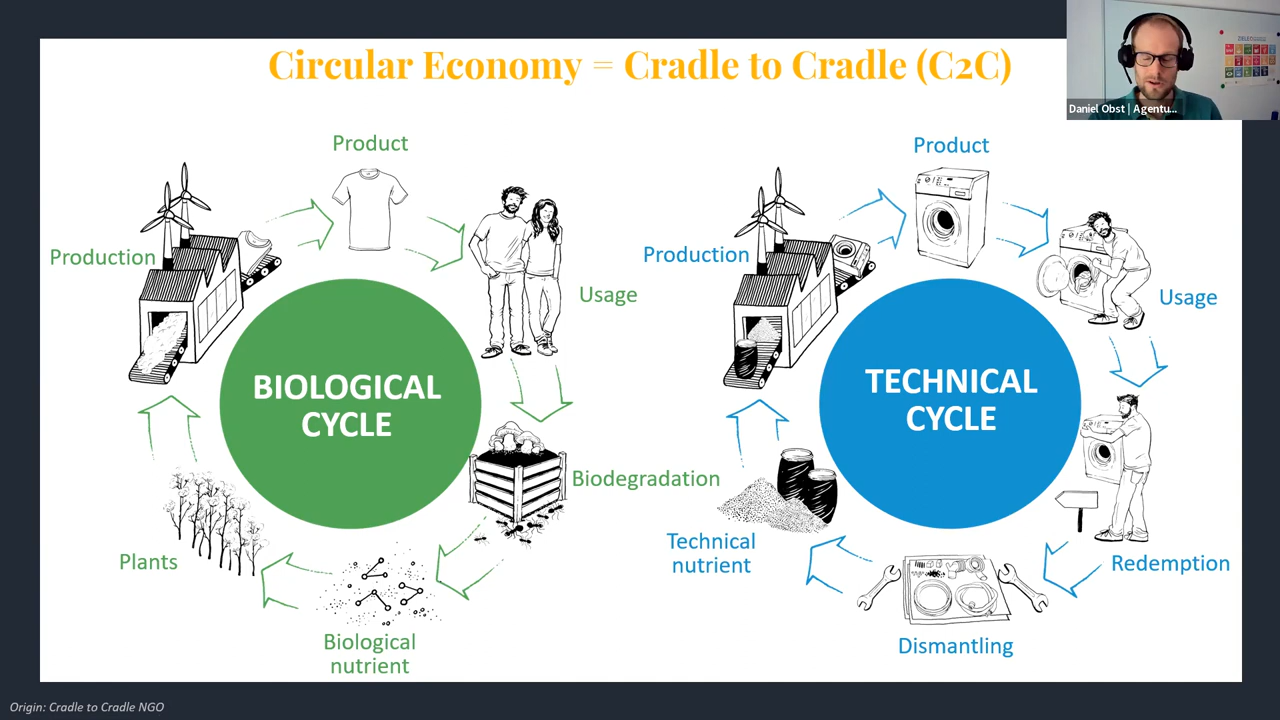 Circular Economy = Cradle to Cradle (C2C)
Daniel Obst | Agentu...
Product
Production
Usage
BIOLOGICAL
CYCLE
Biodegradation
Plants
Biological
nutrient
Product
Production
Usage
TECHNICAL
CYCLE
Technical
nutrient
Redemption
Dismantling
Origin: Cradle to Cradle NGO